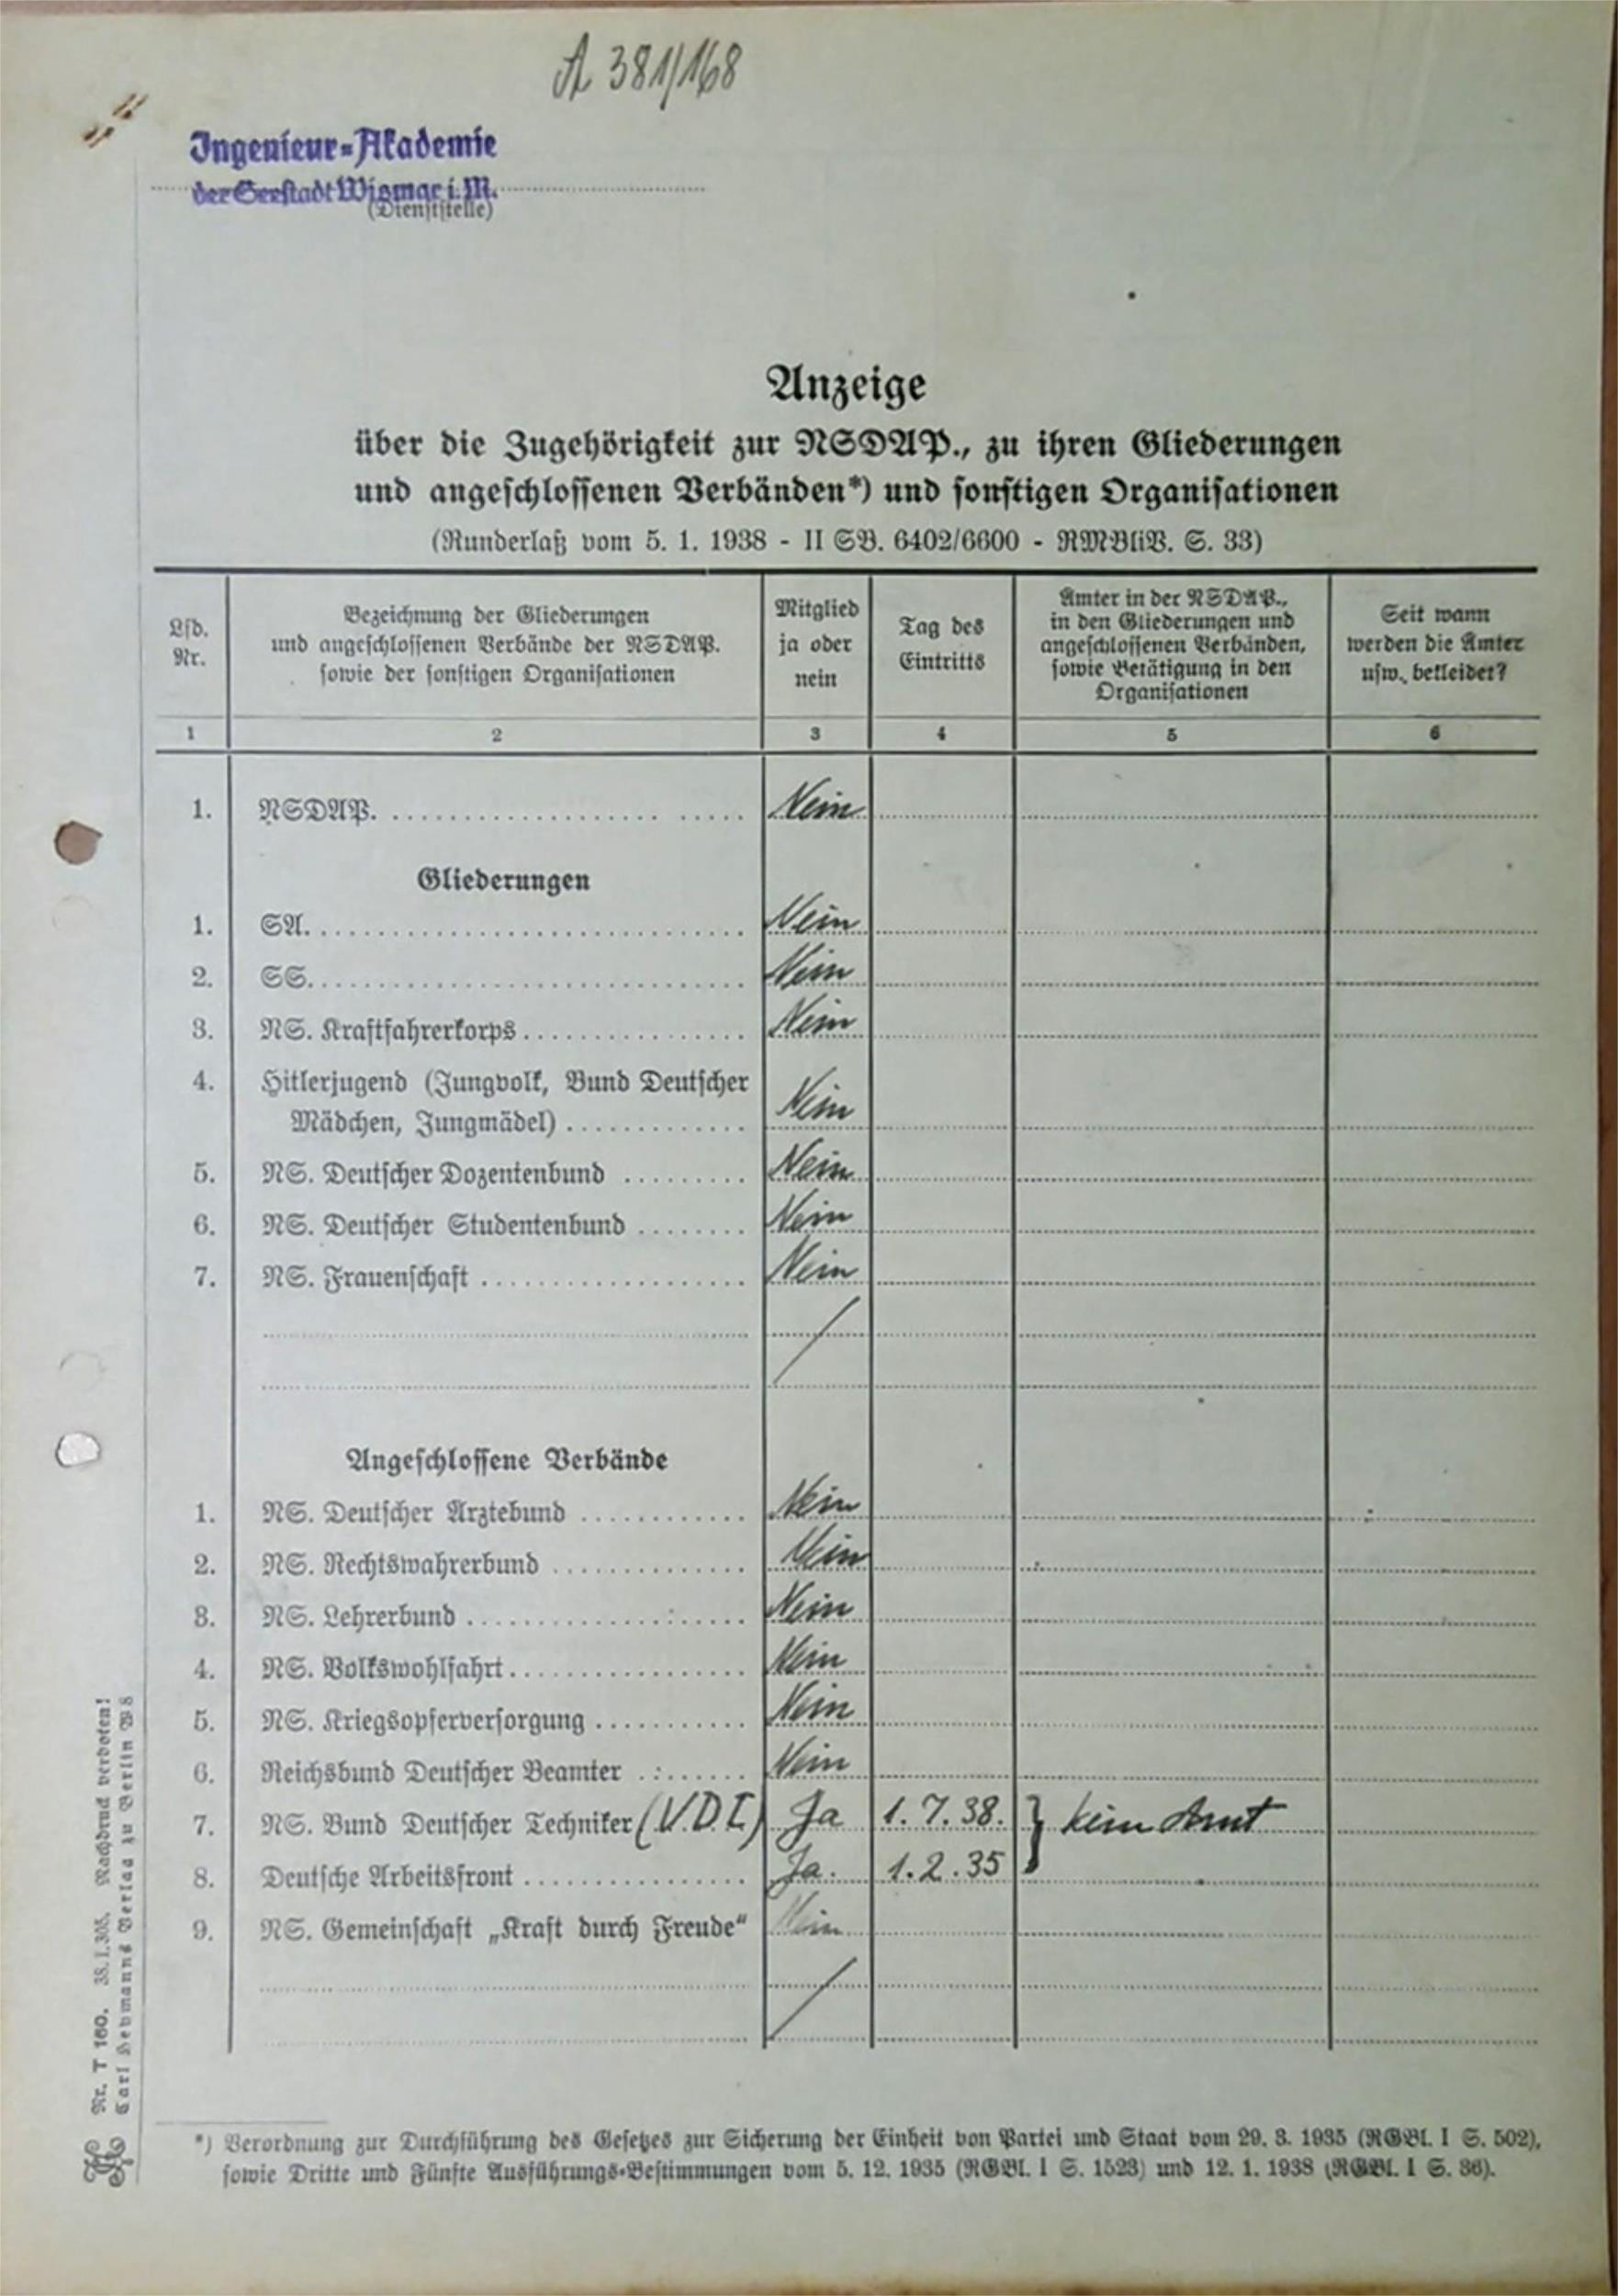 A 381/168
Ingenieur=Akademie
der Seestadt Wismar i. M.
(Dienststelle)
Anzeige
über die Zugehörigkeit zur NSDAP., zu ihren Gliederungen
und angeschlossenen Verbänden*) und sonstigen Organisationen
(Runderlaß vom 5. 1. 1938 - II SB. 6402/6600 - RMBliV. S. 33)
Lfd. Nr.
Bezeichnung der Gliederungen
und angeschlossenen Verbände der NSDAP.
sowie der sonstigen Organisationen
Mitglied
ja oder
nein
Tag des
Eintritts
Ämter in der NSDAP.,
in den Gliederungen und
angeschlossenen Verbänden,
sowie Betätigung in den
Organisationen
Seit wann
werden die Ämter
usw. bekleidet?
1 2 3 4 5 6
1. NSDAP. Nein
Gliederungen
1. SA. Nein
2. SS. Nein
3. NS. Kraftfahrerkorps Nein
4. Hitlerjugend (Jungvolk, Bund Deutscher
Mädchen, Jungmädel) Nein
5. NS. Deutscher Dozentenbund Nein
6. NS. Deutscher Studentenbund Nein
7. NS. Frauenschaft Nein
Angeschlossene Verbände
1. NS. Deutscher Ärztebund Nein
2. NS. Rechtswahrerbund Nein
3. NS. Lehrerbund Nein
4. NS. Volkswohlfahrt Nein
5. NS. Kriegsopferversorgung Nein
6. Reichsbund Deutscher Beamter Nein
7. NS. Bund Deutscher Techniker (V.D.I.) Ja 1.7.38. } kein Amt
8. Deutsche Arbeitsfront Ja. 1.2.35
9. NS. Gemeinschaft „Kraft durch Freude“ Nein
*) Verordnung zur Durchführung des Gesetzes zur Sicherung der Einheit von Partei und Staat vom 29. 3. 1935 (RGBl. I S. 502),
sowie Dritte und Fünfte Ausführungs-Bestimmungen vom 5. 12. 1935 (RGBl. I S. 1523) und 12. 1. 1938 (RGBl. I S. 36).
Nr. T 160. 38.1.308. Nachdruck verboten!
Carl Heymanns Verlag zu Berlin W 8